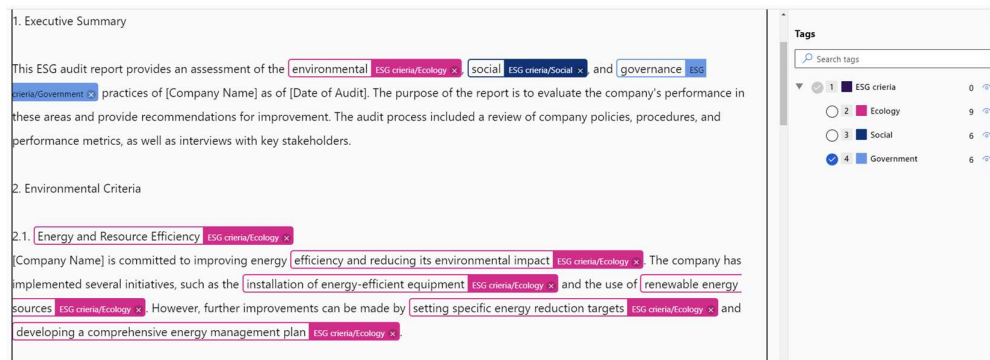 1. Executive Summary
This ESG audit report provides an assessment of the environmental ESG crieria/Ecology × , social ESG crieria/Social × , and governance ESG
crieria/Government × practices of [Company Name] as of [Date of Audit]. The purpose of the report is to evaluate the company's performance in
these areas and provide recommendations for improvement. The audit process included a review of company policies, procedures, and
performance metrics, as well as interviews with key stakeholders.
2. Environmental Criteria
2.1. Energy and Resource Efficiency ESG crieria/Ecology ×
[Company Name] is committed to improving energy efficiency and reducing its environmental impact ESG crieria/Ecology × . The company has
implemented several initiatives, such as the installation of energy-efficient equipment ESG crieria/Ecology × and the use of renewable energy
sources ESG crieria/Ecology × . However, further improvements can be made by setting specific energy reduction targets ESG crieria/Ecology × and
developing a comprehensive energy management plan ESG crieria/Ecology × .
Tags
Search tags
1 ESG crieria 0
2 Ecology 9
3 Social 6
4 Government 6